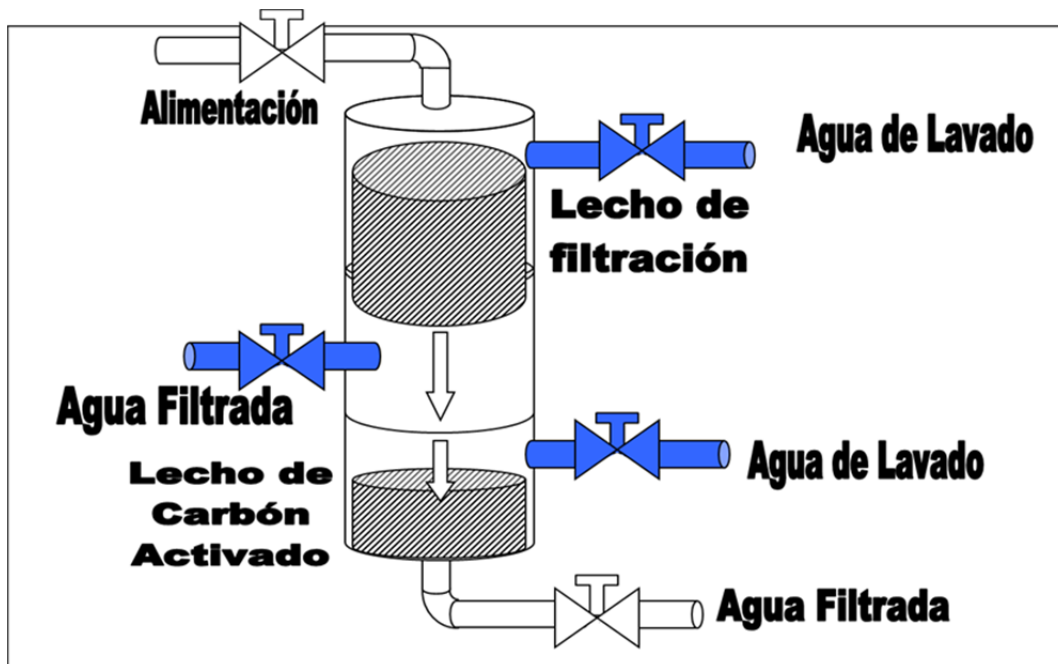 Alimentación
Agua de Lavado
Lecho de
filtración
Agua Filtrada
Lecho de
Carbón
Activado
Agua de Lavado
Agua Filtrada